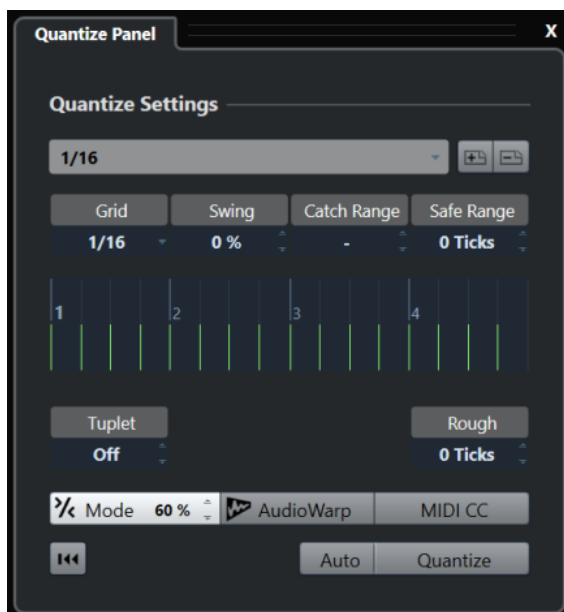 Quantize Panel X
Quantize Settings
1/16
Grid Swing Catch Range Safe Range
1/16 0 % - 0 Ticks
1 2 3 4
Tuplet Rough
Off 0 Ticks
Mode 60 % AudioWarp MIDI CC
Auto Quantize